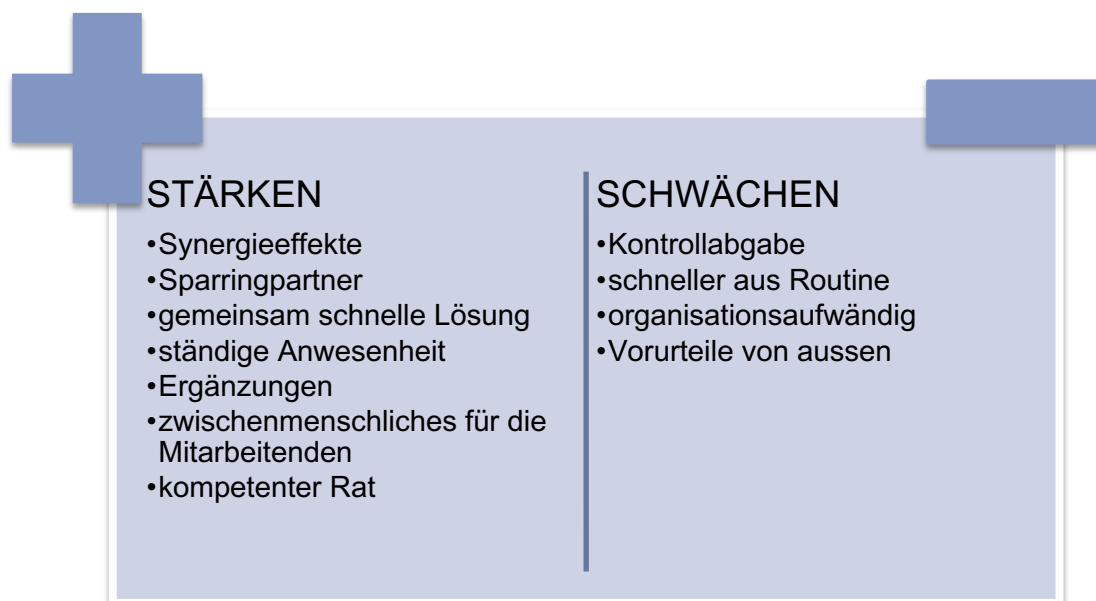 STÄRKEN
•Synergieeffekte
•Sparringpartner
•gemeinsam schnelle Lösung
•ständige Anwesenheit
•Ergänzungen
•zwischenmenschliches für die
Mitarbeitenden
•kompetenter Rat
SCHWÄCHEN
•Kontrollabgabe
•schneller aus Routine
•organisationsaufwändig
•Vorurteile von aussen